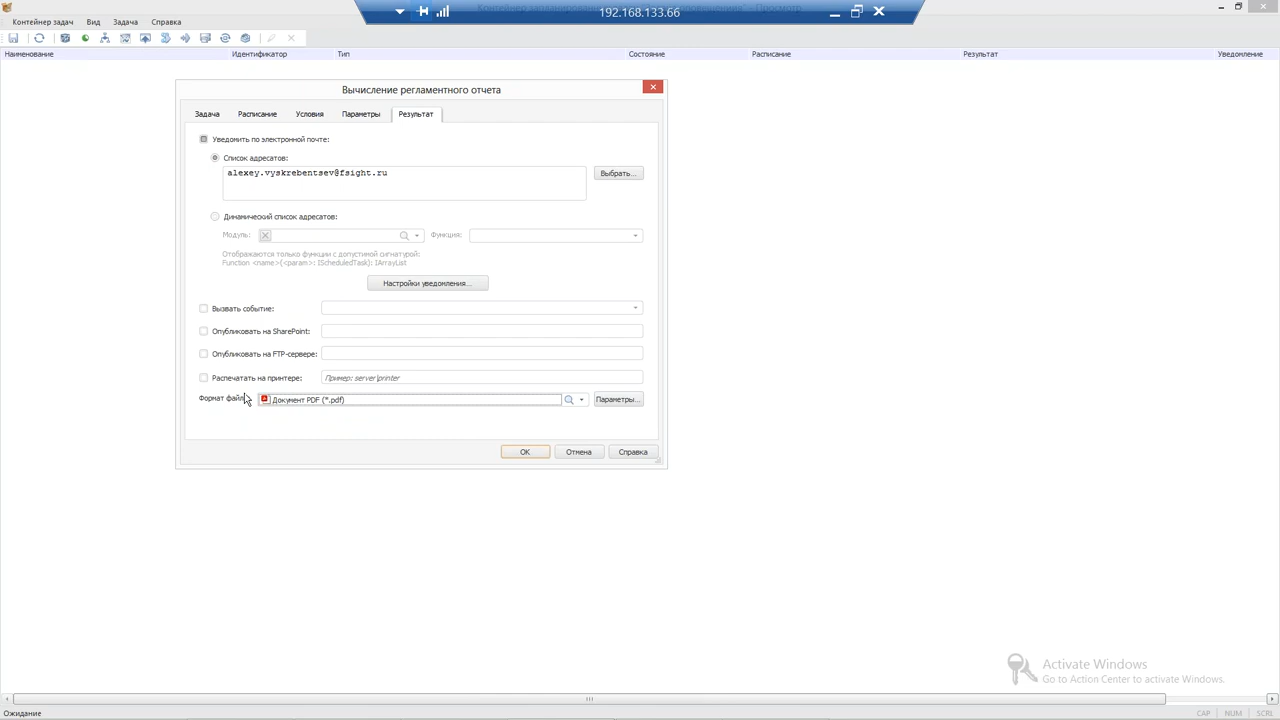 192.168.133.66
Контейнер задач Вид Задача Справка
Наименование Идентификатор Тип Состояние Расписание Результат Уведомление
Вычисление регламентного отчета
Задача Расписание Условия Параметры Результат
Уведомить по электронной почте:
Список адресатов:
alexey.vyskrebentsev@fsight.ru
Выбрать...
Динамический список адресатов:
Модуль: Функция:
Отображаются только функции с допустимой сигнатурой:
Function <name>(<param>: IScheduledTask): IArrayList
Настройки уведомления...
Вызвать событие:
Опубликовать на SharePoint:
Опубликовать на FTP-сервере:
Распечатать на принтере: Пример: server\printer
Формат файл Документ PDF (*.pdf) Параметры...
OK Отмена Справка
Activate Windows
Go to Action Center to activate Windows.
Ожидание CAP NUM SCRL